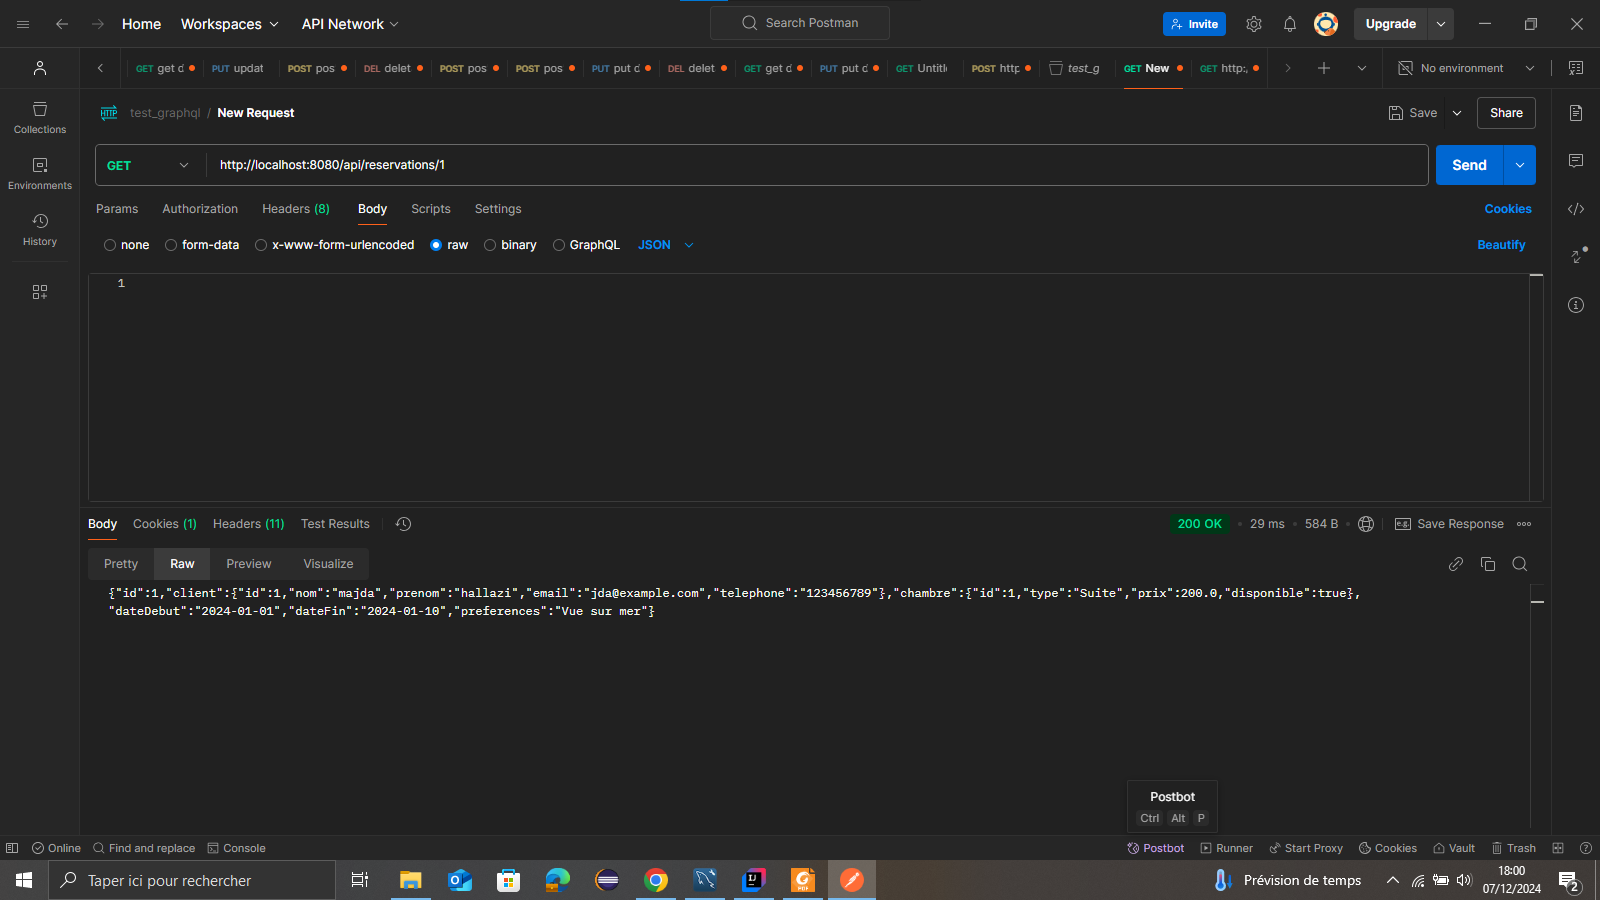 Home Workspaces API Network Search Postman Invite Upgrade
GET get d PUT updat POST pos DEL delet POST pos POST pos PUT put d DEL delet GET get d PUT put d GET Untitl POST http test_g GET New GET http:, No environment
HTTP test_graphql / New Request Save Share
GET http://localhost:8080/api/reservations/1 Send
Collections
Environments
History
Params Authorization Headers (8) Body Scripts Settings Cookies
none form-data x-www-form-urlencoded raw binary GraphQL JSON Beautify
1
Body Cookies (1) Headers (11) Test Results 200 OK 29 ms 584 B e.g. Save Response
Pretty Raw Preview Visualize
{"id":1,"client":{"id":1,"nom":"majda","prenom":"hallazi","email":"jda@example.com","telephone":"123456789"},"chambre":{"id":1,"type":"Suite","prix":200.0,"disponible":true},
"dateDebut":"2024-01-01","dateFin":"2024-01-10","preferences":"Vue sur mer"}
Postbot
Ctrl Alt P
Online Find and replace Console Postbot Runner Start Proxy Cookies Vault Trash
Taper ici pour rechercher Prévision de temps 18:00
07/12/2024 2